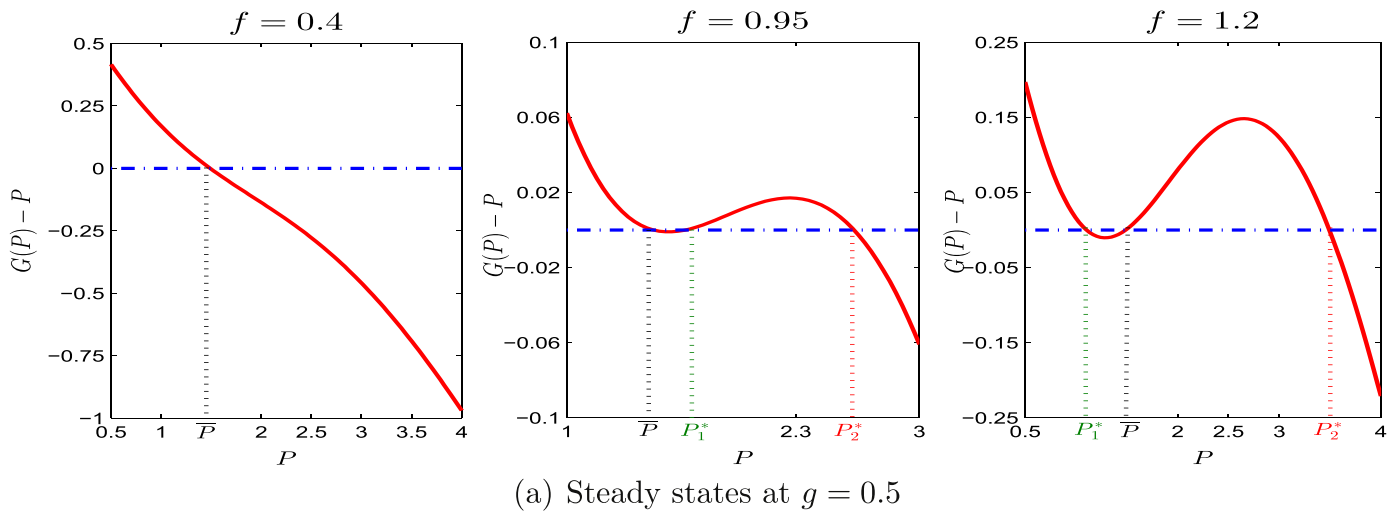 f = 0.4
0.5
0.25
0
−0.25
−0.5
−0.75
−1
G(P) − P
0.5 1 P̅ 2 2.5 3 3.5 4
P
f = 0.95
0.1
0.06
0.02
−0.02
−0.06
−0.1
G(P) − P
1 P̅ P₁* 2.3 P₂* 3
P
f = 1.2
0.25
0.15
0.05
−0.05
−0.15
−0.25
G(P) − P
0.5 P₁* P̅ 2 2.5 3 P₂* 4
P
(a) Steady states at g = 0.5